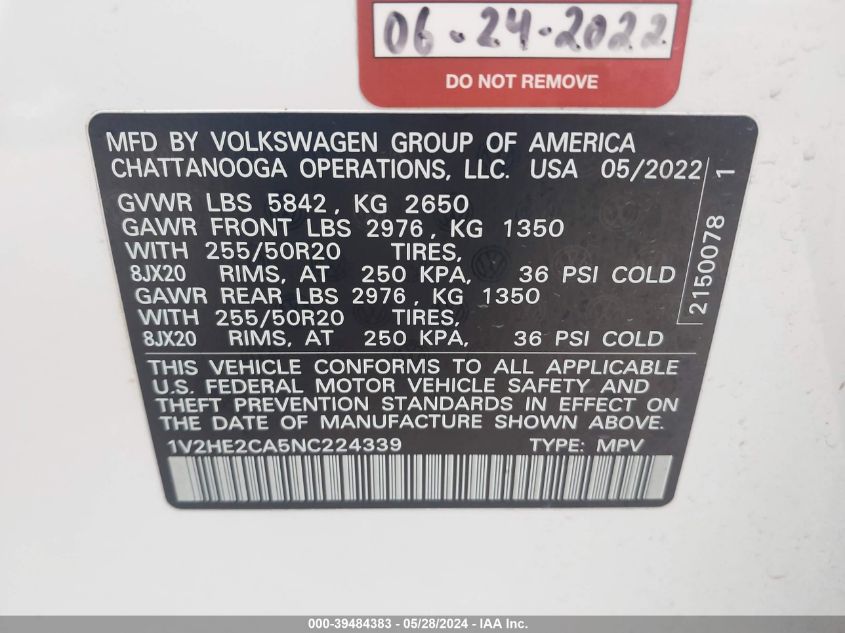 06-24-2022
DO NOT REMOVE
MFD BY VOLKSWAGEN GROUP OF AMERICA
CHATTANOOGA OPERATIONS, LLC. USA 05/2022
GVWR LBS 5842, KG 2650
GAWR FRONT LBS 2976, KG 1350
WITH 255/50R20 TIRES,
8JX20 RIMS, AT 250 KPA, 36 PSI COLD
GAWR REAR LBS 2976, KG 1350
WITH 255/50R20 TIRES,
8JX20 RIMS, AT 250 KPA, 36 PSI COLD
2150078 1
THIS VEHICLE CONFORMS TO ALL APPLICABLE
U.S. FEDERAL MOTOR VEHICLE SAFETY AND
THEFT PREVENTION STANDARDS IN EFFECT ON
THE DATE OF MANUFACTURE SHOWN ABOVE.
1V2HE2CA5NC224339 TYPE: MPV
000-39484383 - 05/28/2024 - IAA Inc.